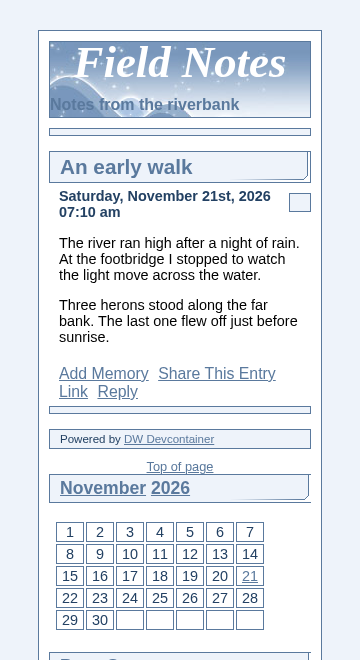 Field Notes
Notes from the riverbank
An early walk
Saturday, November 21st, 2026
07:10 am
The river ran high after a night of rain.
At the footbridge I stopped to watch
the light move across the water.
Three herons stood along the far
bank. The last one flew off just before
sunrise.
Add Memory Share This Entry
Link Reply
Powered by DW Devcontainer
Top of page
November 2026
1 2 3 4 5 6 7
8 9 10 11 12 13 14
15 16 17 18 19 20 21
22 23 24 25 26 27 28
29 30